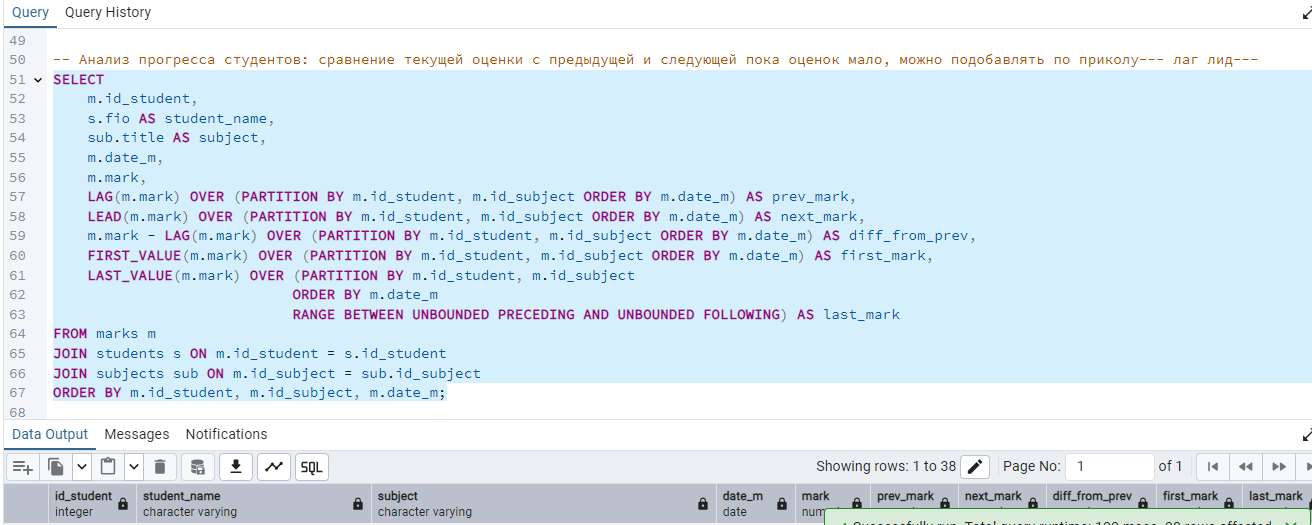 Query Query History
49
50 -- Анализ прогресса студентов: сравнение текущей оценки с предыдущей и следующей пока оценок мало, можно подобавлять по приколу--- лаг лид---
51 SELECT
52 m.id_student,
53 s.fio AS student_name,
54 sub.title AS subject,
55 m.date_m,
56 m.mark,
57 LAG(m.mark) OVER (PARTITION BY m.id_student, m.id_subject ORDER BY m.date_m) AS prev_mark,
58 LEAD(m.mark) OVER (PARTITION BY m.id_student, m.id_subject ORDER BY m.date_m) AS next_mark,
59 m.mark - LAG(m.mark) OVER (PARTITION BY m.id_student, m.id_subject ORDER BY m.date_m) AS diff_from_prev,
60 FIRST_VALUE(m.mark) OVER (PARTITION BY m.id_student, m.id_subject ORDER BY m.date_m) AS first_mark,
61 LAST_VALUE(m.mark) OVER (PARTITION BY m.id_student, m.id_subject
62 ORDER BY m.date_m
63 RANGE BETWEEN UNBOUNDED PRECEDING AND UNBOUNDED FOLLOWING) AS last_mark
64 FROM marks m
65 JOIN students s ON m.id_student = s.id_student
66 JOIN subjects sub ON m.id_subject = sub.id_subject
67 ORDER BY m.id_student, m.id_subject, m.date_m;
68
Data Output Messages Notifications
SQL Showing rows: 1 to 38 Page No: 1 of 1
id_student student_name subject date_m mark prev_mark next_mark diff_from_prev first_mark last_mark
integer character varying character varying date
Successfully run. Total query runtime: